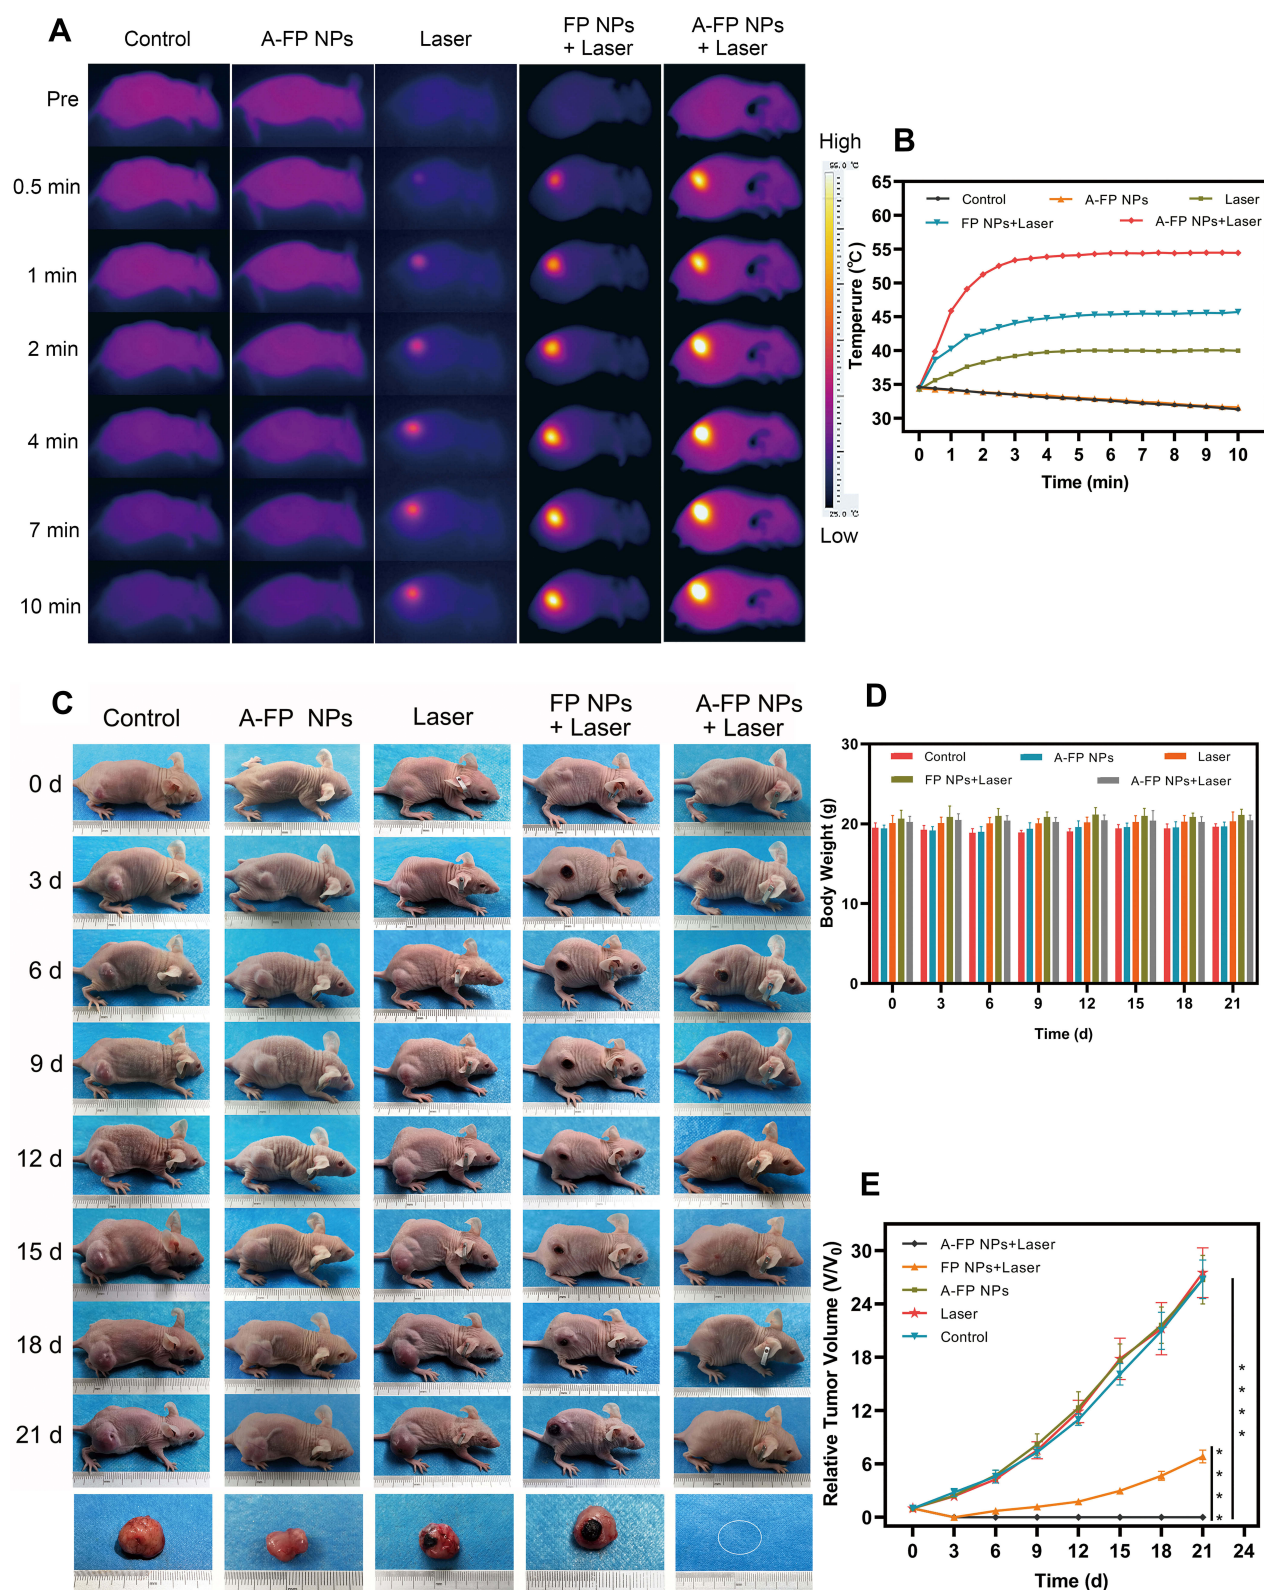 A
Control
A-FP NPs
Laser
FP NPs
+ Laser
A-FP NPs
+ Laser
Pre
0.5 min
1 min
2 min
4 min
7 min
10 min
High
55.0 ℃
25.0 ℃
Low
B
Control
A-FP NPs
Laser
FP NPs+Laser
A-FP NPs+Laser
Temperure (℃)
65
60
55
50
45
40
35
30
0 1 2 3 4 5 6 7 8 9 10
Time (min)
C
Control
A-FP NPs
Laser
FP NPs
+ Laser
A-FP NPs
+ Laser
0 d
3 d
6 d
9 d
12 d
15 d
18 d
21 d
D
Control
A-FP NPs
Laser
FP NPs+Laser
A-FP NPs+Laser
Body Weight (g)
30
20
10
0
0 3 6 9 12 15 18 21
Time (d)
E
A-FP NPs+Laser
FP NPs+Laser
A-FP NPs
Laser
Control
Relative Tumor Volume (V/V0)
30
24
18
12
6
0
* * * *
* * * *
0 3 6 9 12 15 18 21 24
Time (d)